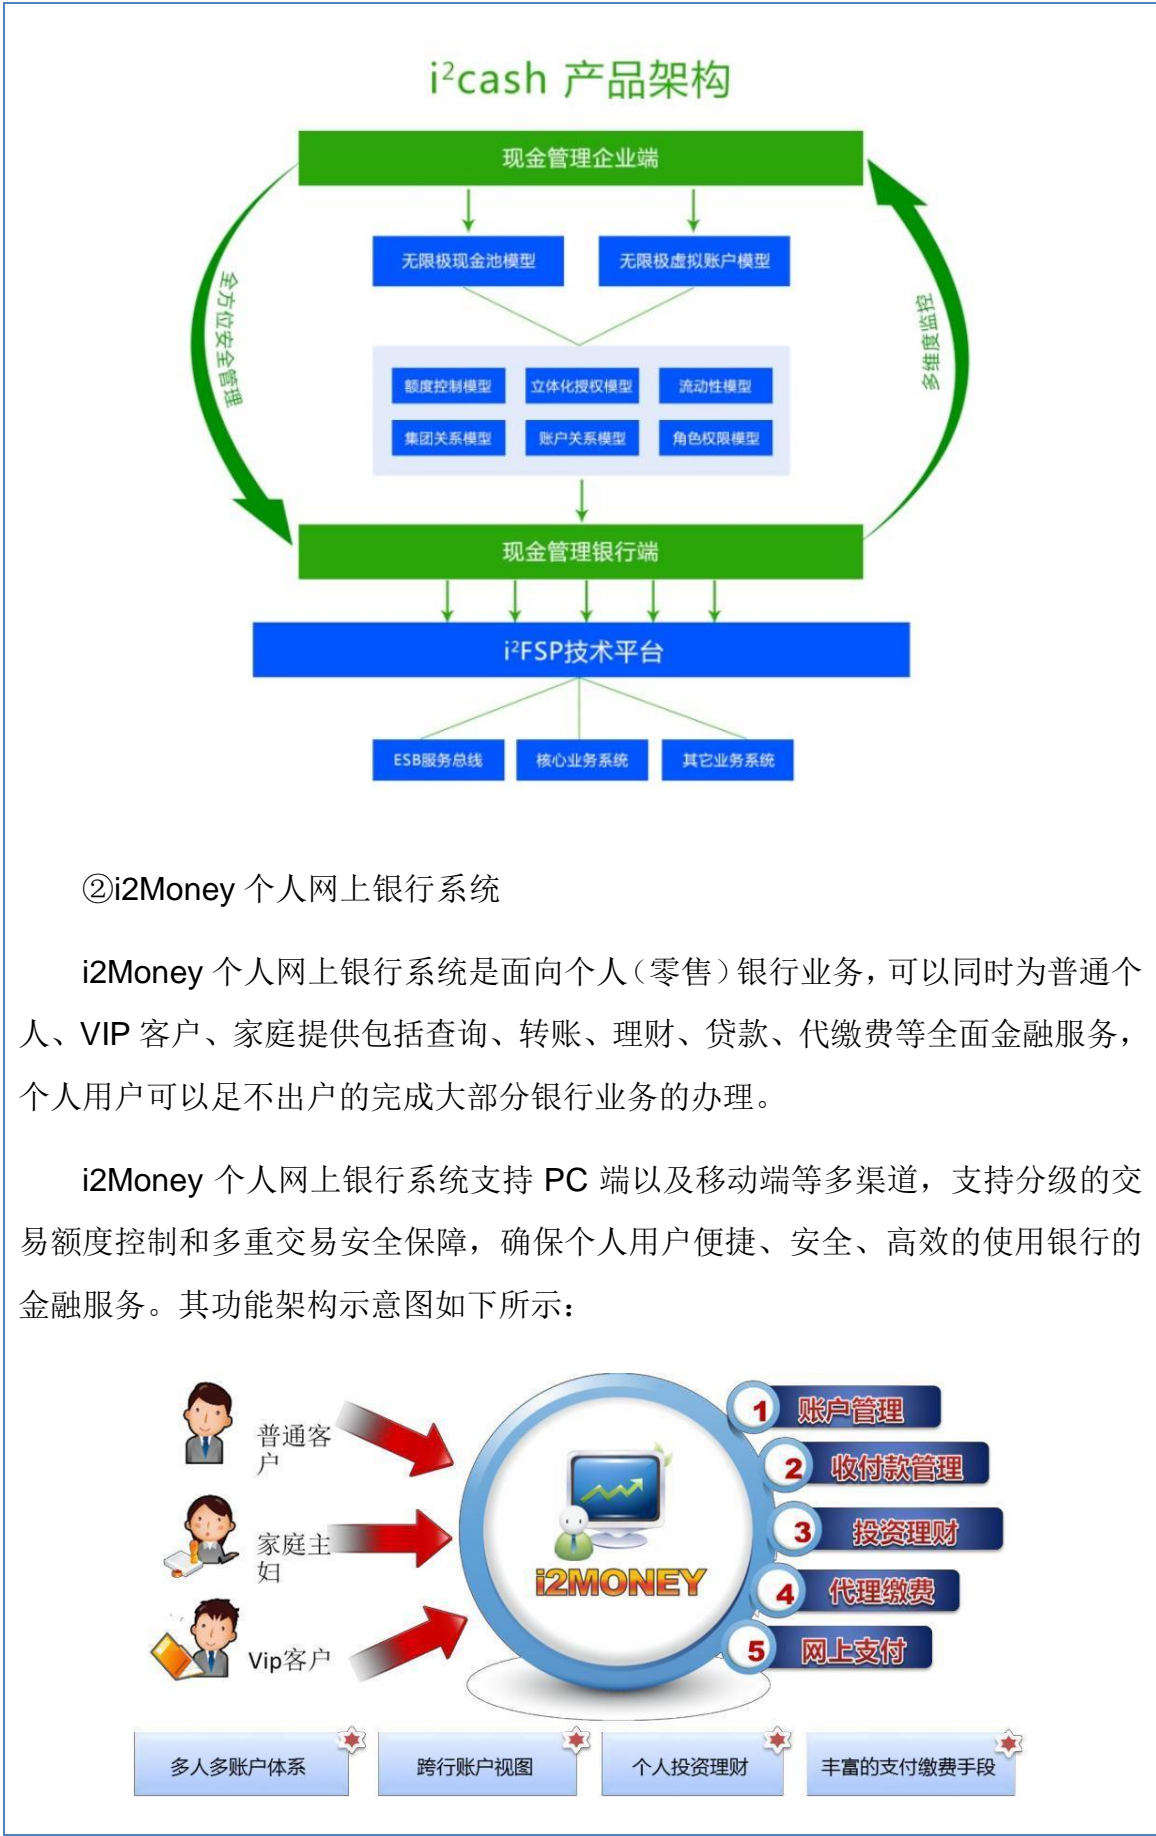 i²cash 产品架构
现金管理企业端
无限极现金池模型
无限极虚拟账户模型
全方位安全管理
多维度监控
额度控制模型
立体化授权模型
流动性模型
集团关系模型
账户关系模型
角色权限模型
现金管理银行端
i²FSP技术平台
ESB服务总线
核心业务系统
其它业务系统
②i2Money 个人网上银行系统
i2Money 个人网上银行系统是面向个人（零售）银行业务，可以同时为普通个
人、VIP 客户、家庭提供包括查询、转账、理财、贷款、代缴费等全面金融服务，
个人用户可以足不出户的完成大部分银行业务的办理。
i2Money 个人网上银行系统支持 PC 端以及移动端等多渠道，支持分级的交
易额度控制和多重交易安全保障，确保个人用户便捷、安全、高效的使用银行的
金融服务。其功能架构示意图如下所示：
普通客
户
家庭主
妇
Vip客户
i2MONEY
1 账户管理
2 收付款管理
3 投资理财
4 代理缴费
5 网上支付
多人多账户体系
跨行账户视图
个人投资理财
丰富的支付缴费手段